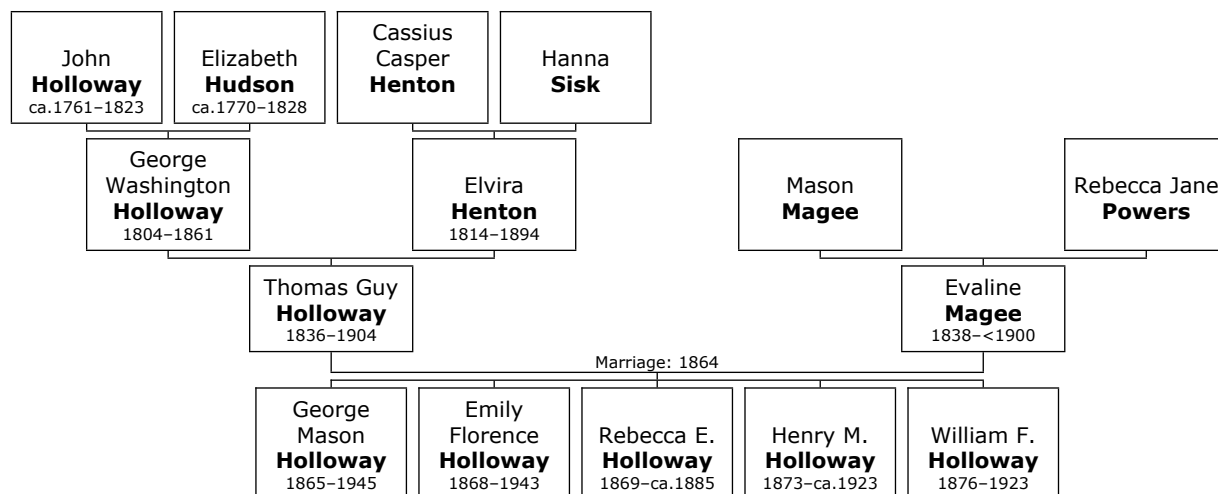 John
Holloway
ca.1761–1823
Elizabeth
Hudson
ca.1770–1828
Cassius
Casper
Henton
Hanna
Sisk
George
Washington
Holloway
1804–1861
Elvira
Henton
1814–1894
Mason
Magee
Rebecca Jane
Powers
Thomas Guy
Holloway
1836–1904
Evaline
Magee
1838–<1900
Marriage: 1864
George
Mason
Holloway
1865–1945
Emily
Florence
Holloway
1868–1943
Rebecca E.
Holloway
1869–ca.1885
Henry M.
Holloway
1873–ca.1923
William F.
Holloway
1876–1923